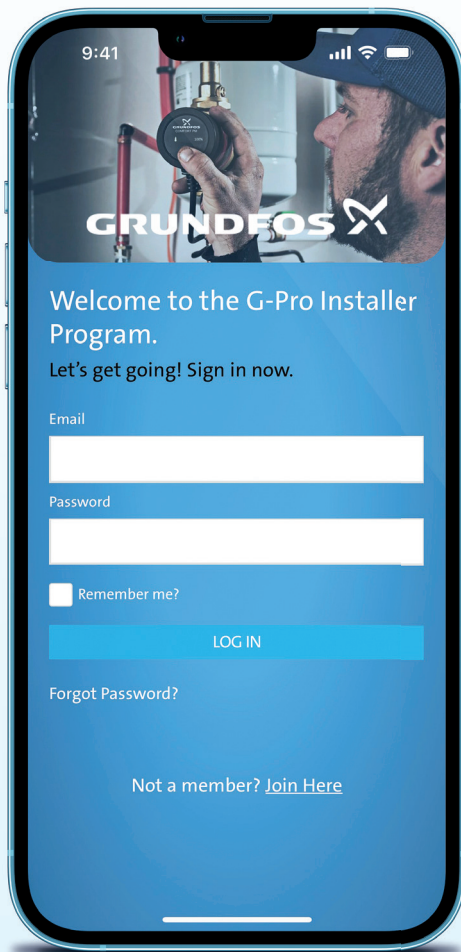 9:41
GRUNDFOS
Welcome to the G-Pro Installer
Program.
Let's get going! Sign in now.
Email
Password
Remember me?
LOG IN
Forgot Password?
Not a member? Join Here